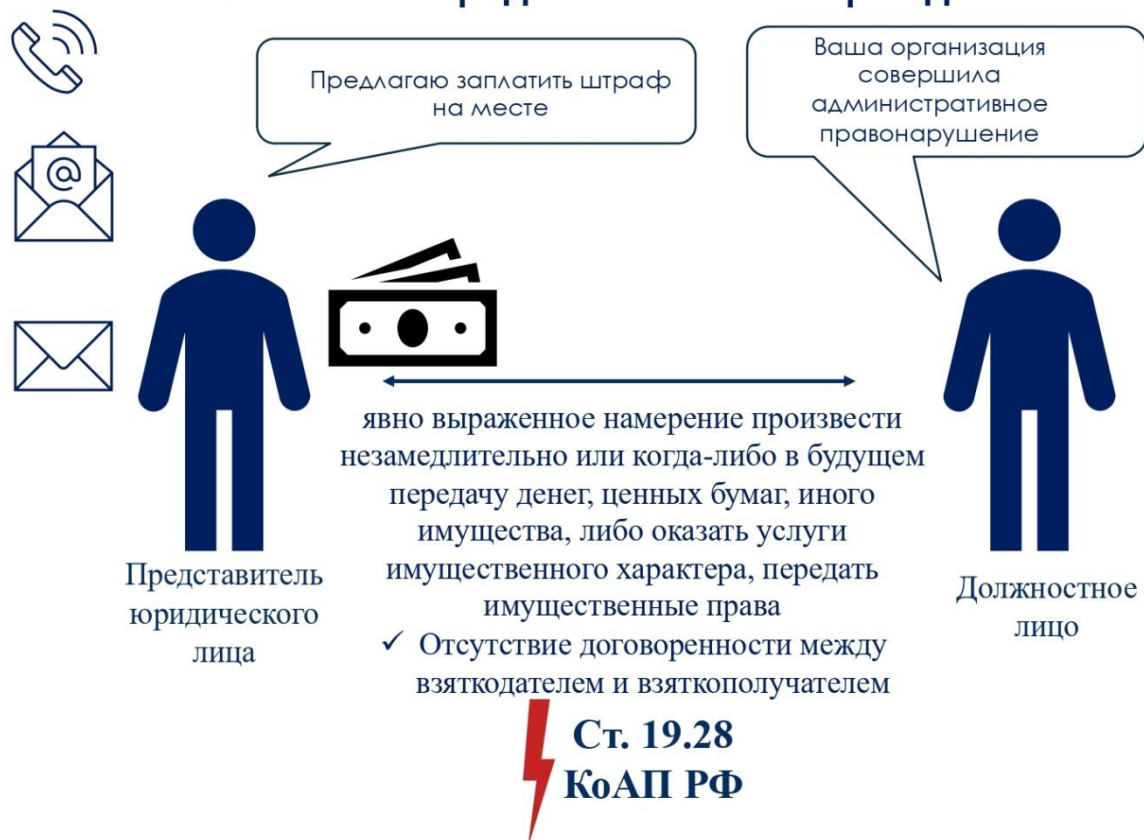 Предлагаю заплатить штраф
на месте
Ваша организация
совершила
административное
правонарушение
явно выраженное намерение произвести
незамедлительно или когда-либо в будущем
передачу денег, ценных бумаг, иного
имущества, либо оказать услуги
имущественного характера, передать
имущественные права
✓ Отсутствие договоренности между
взяткодателем и взяткополучателем
Представитель
юридического
лица
Должностное
лицо
Ст. 19.28
КоАП РФ